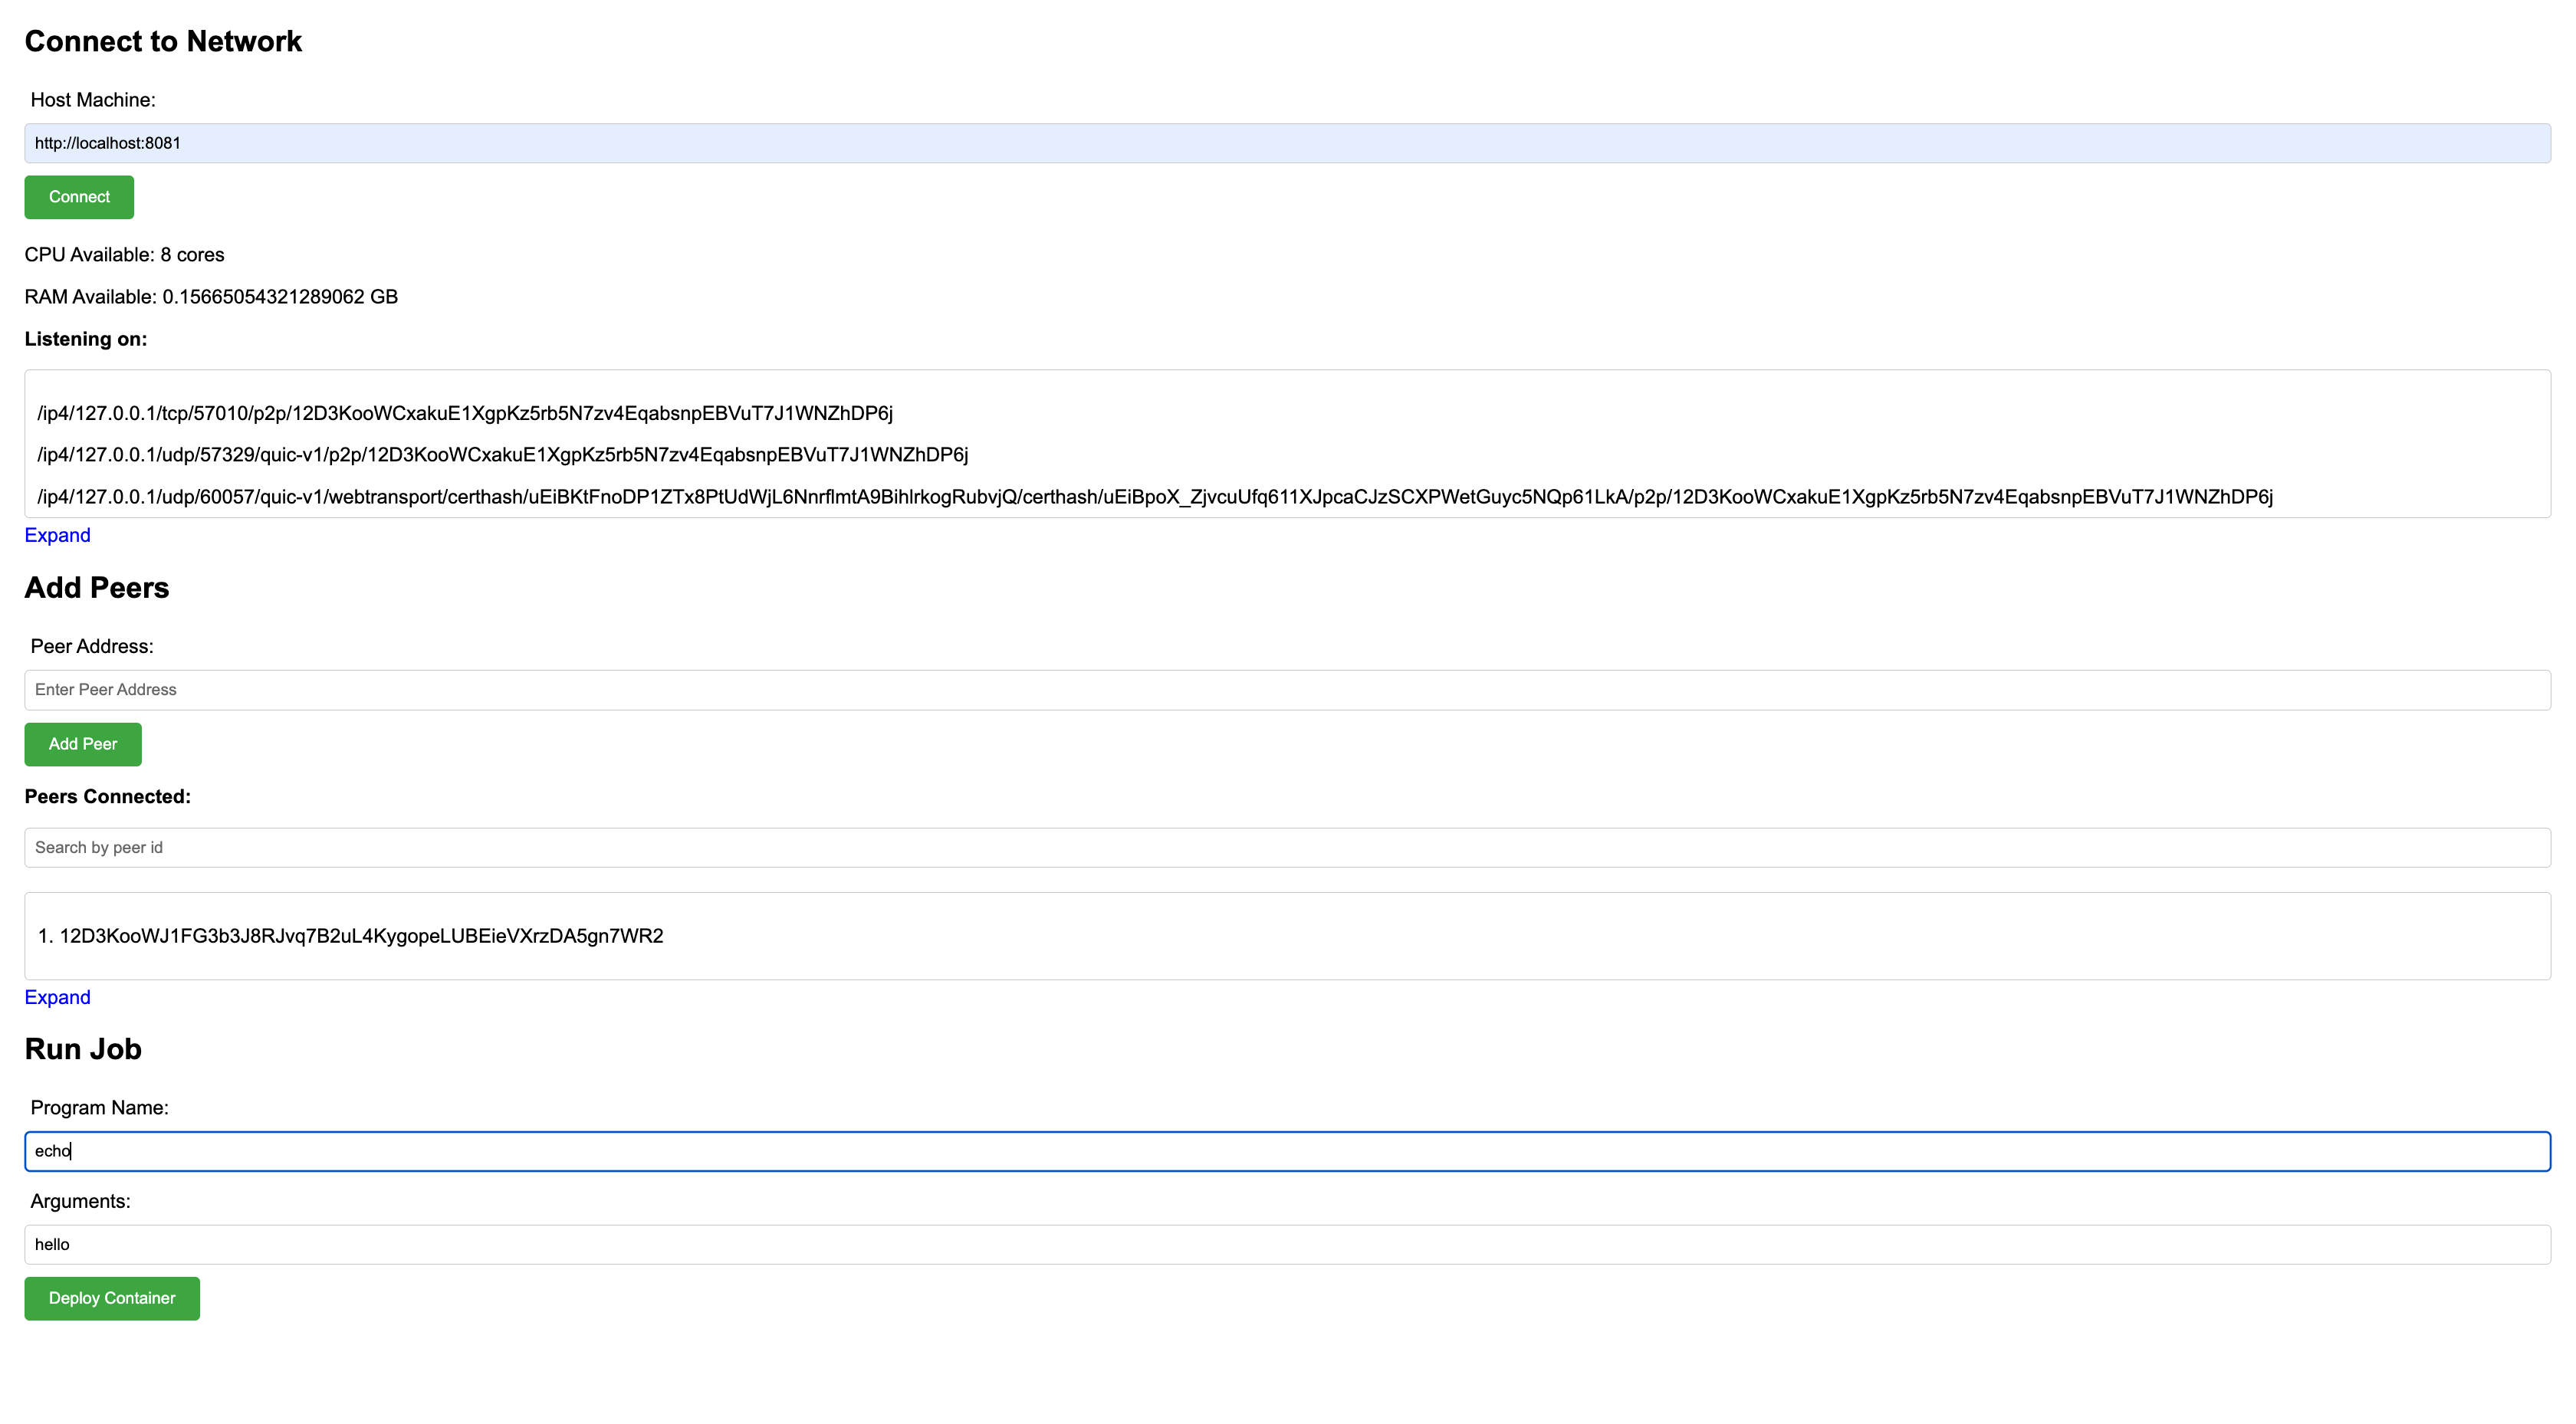 Connect to Network
Host Machine:
http://localhost:8081
Connect
CPU Available: 8 cores
RAM Available: 0.15665054321289062 GB
Listening on:
/ip4/127.0.0.1/tcp/57010/p2p/12D3KooWCxakuE1XgpKz5rb5N7zv4EqabsnpEBVuT7J1WNZhDP6j
/ip4/127.0.0.1/udp/57329/quic-v1/p2p/12D3KooWCxakuE1XgpKz5rb5N7zv4EqabsnpEBVuT7J1WNZhDP6j
/ip4/127.0.0.1/udp/60057/quic-v1/webtransport/certhash/uEiBKtFnoDP1ZTx8PtUdWjL6NnrflmtA9BihlrkogRubvjQ/certhash/uEiBpoX_ZjvcuUfq611XJpcaCJzSCXPWetGuyc5NQp61LkA/p2p/12D3KooWCxakuE1XgpKz5rb5N7zv4EqabsnpEBVuT7J1WNZhDP6j
Expand
Add Peers
Peer Address:
Enter Peer Address
Add Peer
Peers Connected:
Search by peer id
1. 12D3KooWJ1FG3b3J8RJvq7B2uL4KygopeLUBEieVXrzDA5gn7WR2
Expand
Run Job
Program Name:
echo
Arguments:
hello
Deploy Container